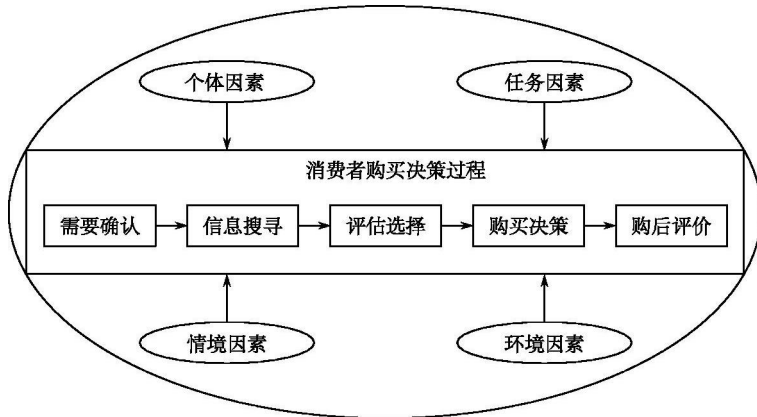 个体因素
任务因素
消费者购买决策过程
需要确认
信息搜寻
评估选择
购买决策
购后评价
情境因素
环境因素